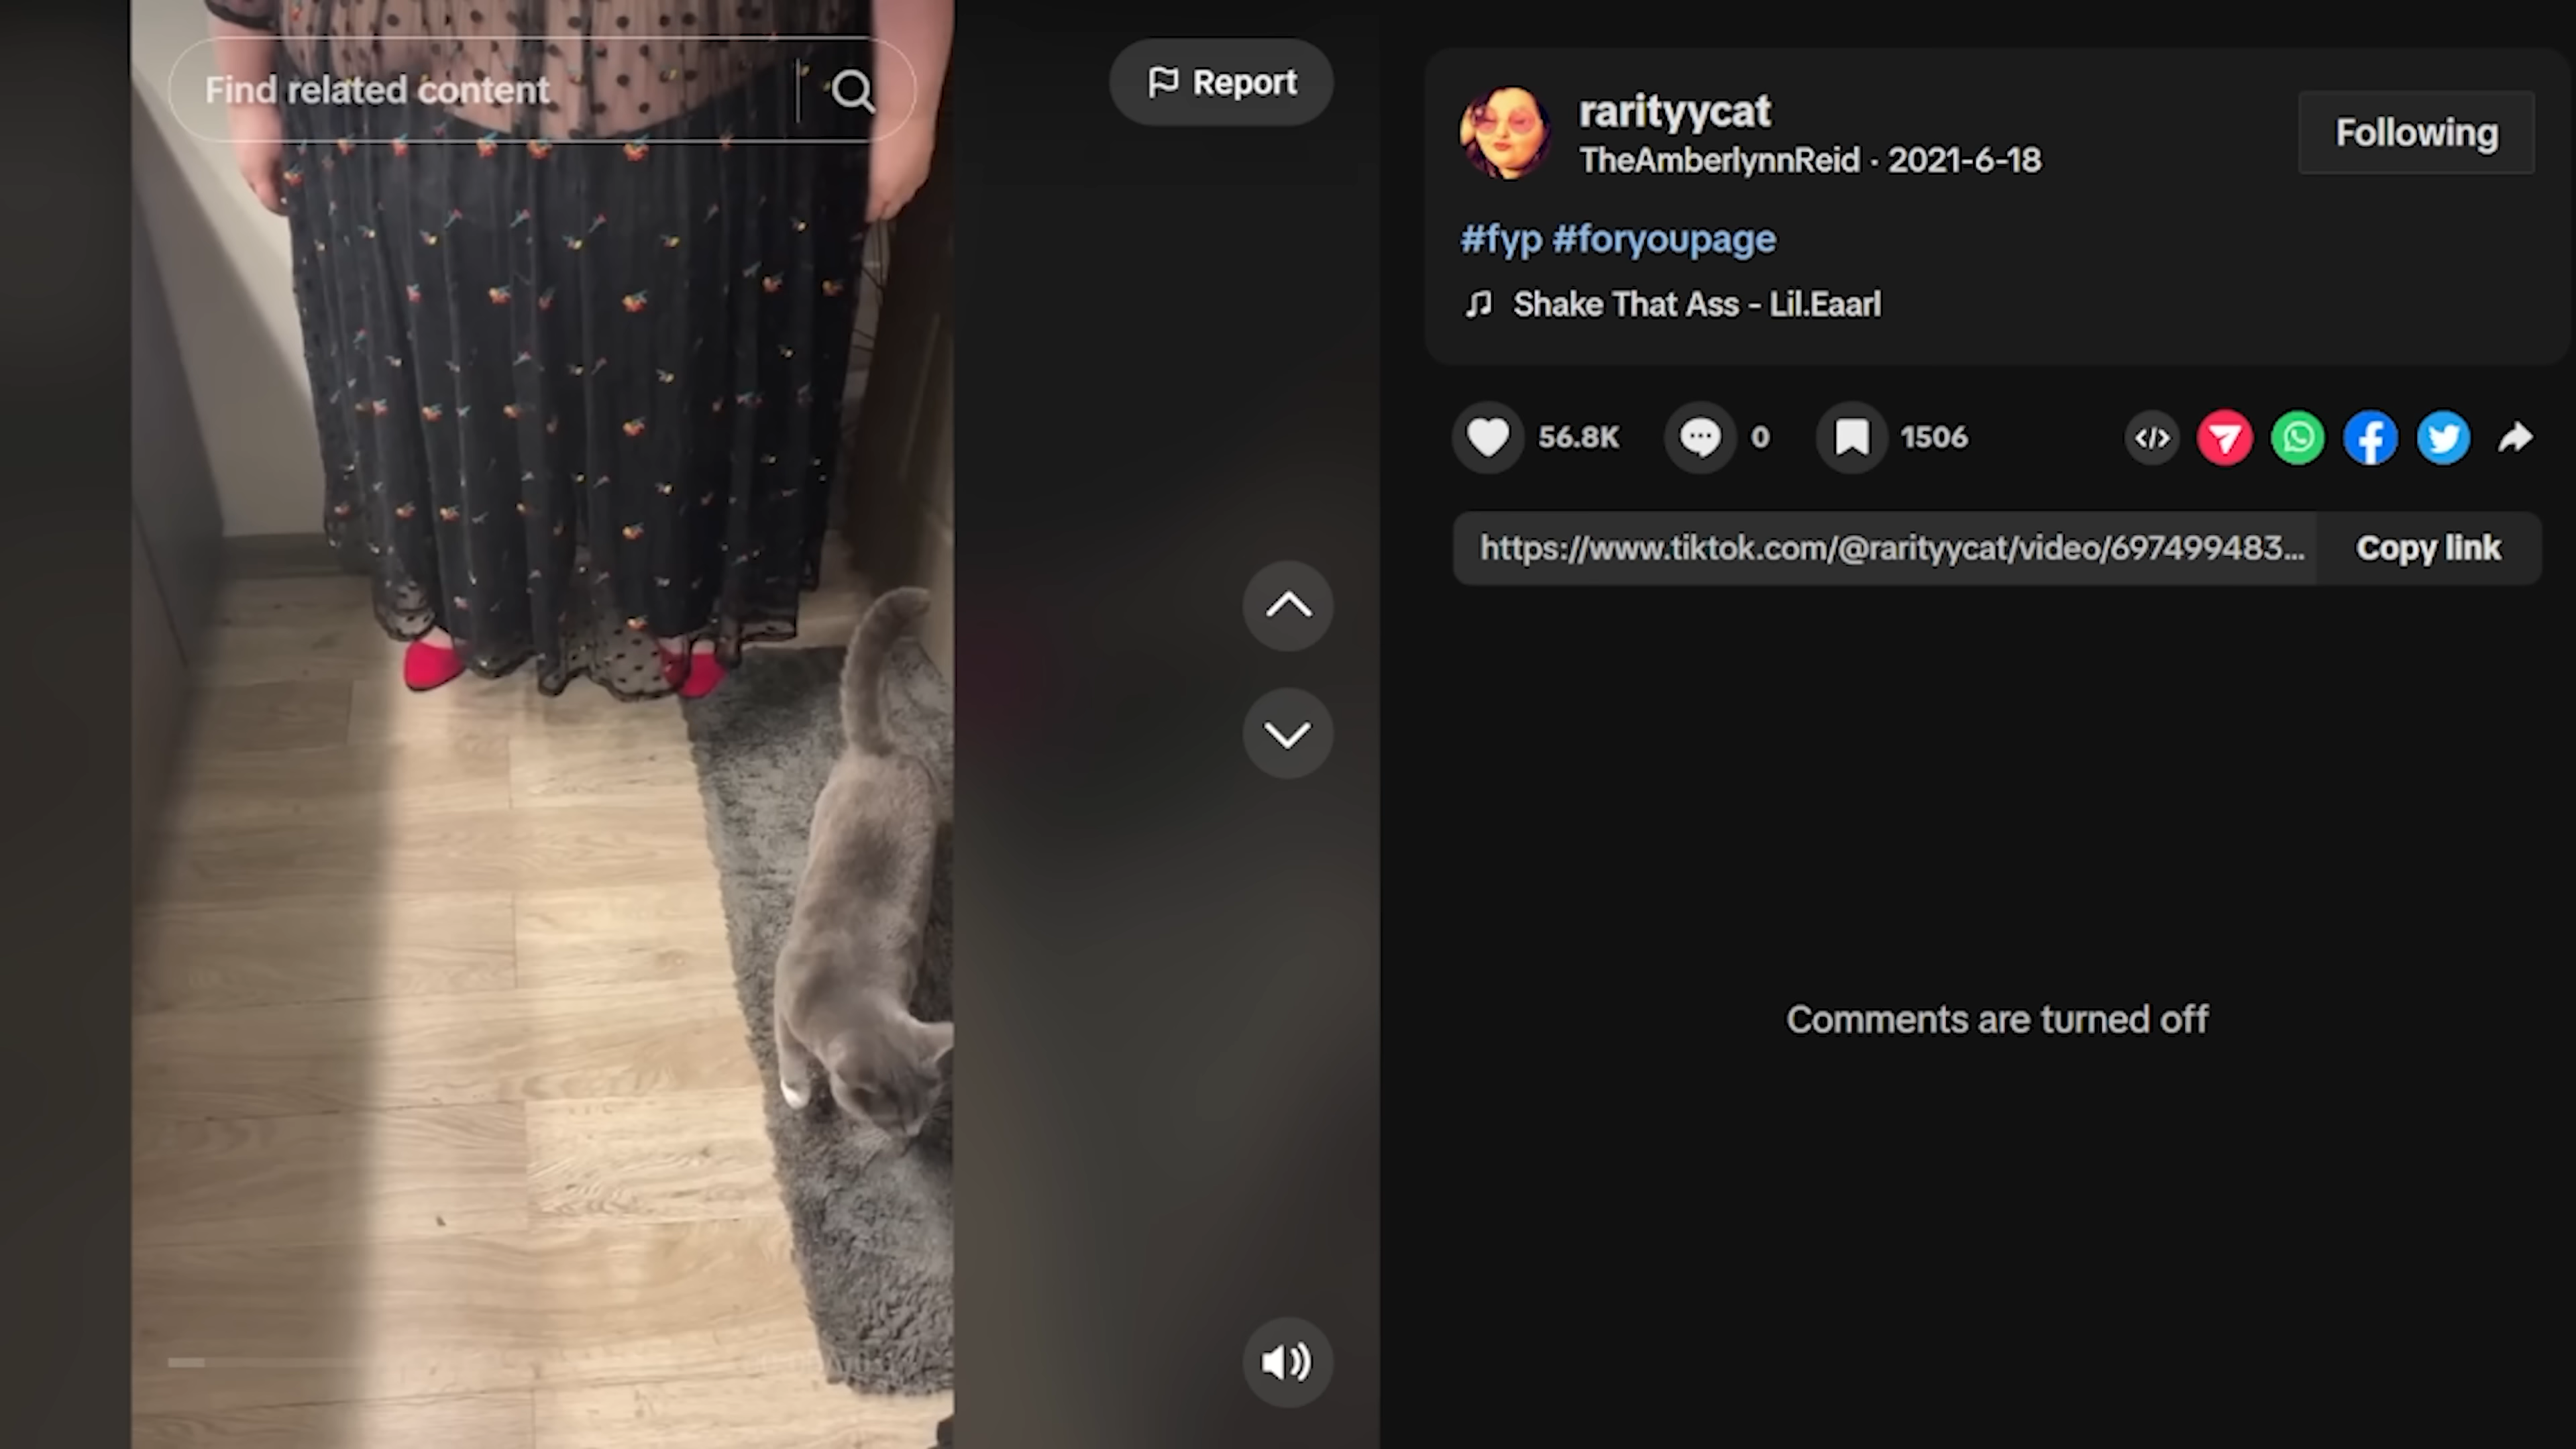 Find related content
Report
rarityycat
TheAmberlynnReid · 2021-6-18
Following
#fyp #foryoupage
Shake That Ass - Lil.Eaarl
56.8K
0
1506
https://www.tiktok.com/@rarityycat/video/697499483...
Copy link
Comments are turned off